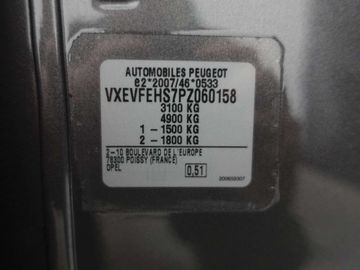 AUTOMOBILES PEUGEOT
e2*2007/46*0533
VXEVFEHS7PZ060158
3100 KG
4900 KG
1 - 1500 KG
2 - 1800 KG
2-10 BOULEVARD DE L'EUROPE
78300 POISSY (FRANCE)
OPEL
0,51